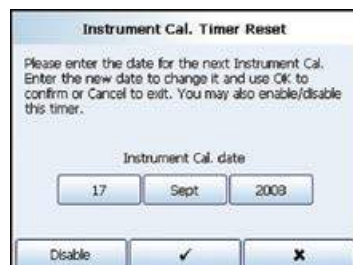 Instrument Cal. Timer Reset
Please enter the date for the next Instrument Cal.
Enter the new date to change it and use OK to
confirm or Cancel to exit. You may also enable/disable
this timer.
Instrument Cal. date
17 Sept 2008
Disable ✓ ✗